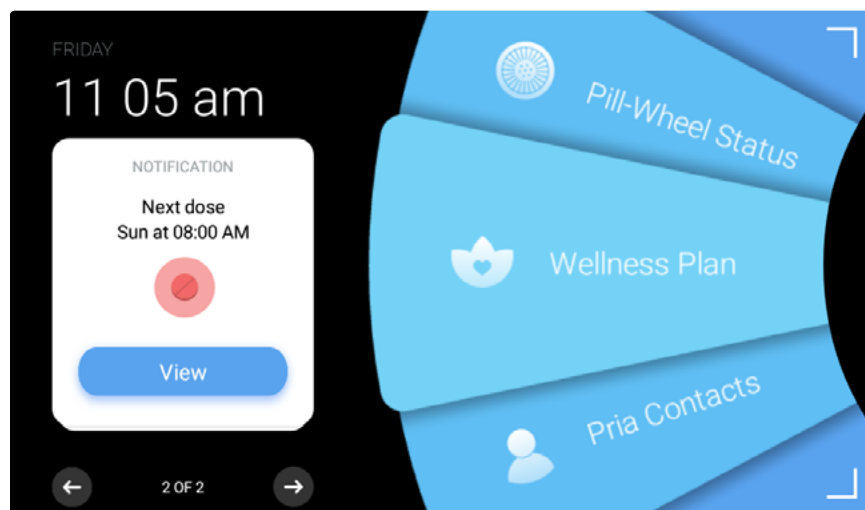 FRIDAY
11 05 am
NOTIFICATION
Next dose
Sun at 08:00 AM
View
2 OF 2
Pill-Wheel Status
Wellness Plan
Pria Contacts